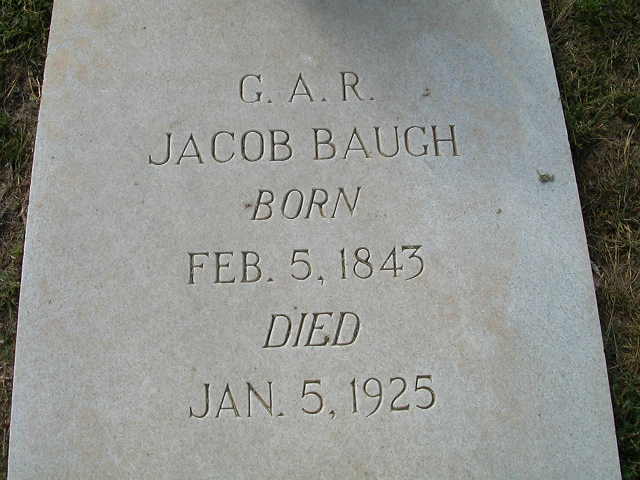 G. A. R.
JACOB BAUGH
BORN
FEB. 5, 1843
DIED
JAN. 5, 1925